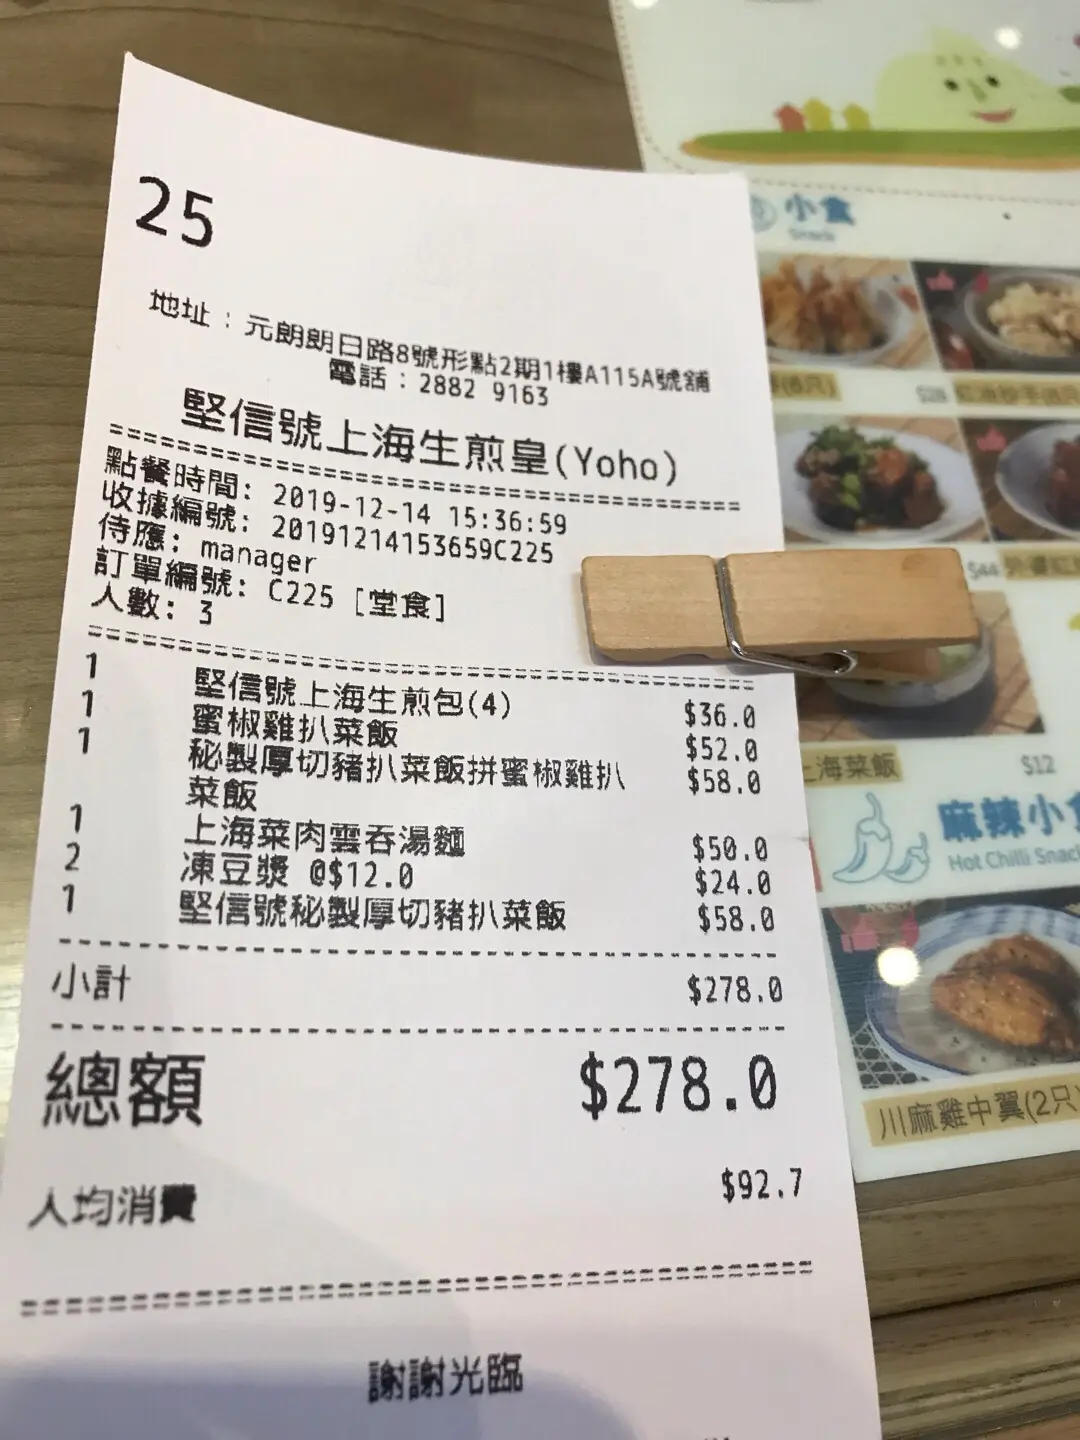 25
地址：元朗朗日路8號形點2期1樓A115A號舖
電話：2882 9163
堅信號上海生煎皇(Yoho)
點餐時間: 2019-12-14 15:36:59
收據編號: 20191214153659C225
侍應: manager
訂單編號: C225 [堂食]
人數: 3
1 堅信號上海生煎包(4) $36.0
1 蜜椒雞扒菜飯 $52.0
1 秘製厚切豬扒菜飯拼蜜椒雞扒 $58.0
菜飯
1 上海菜肉雲吞湯麵 $50.0
2 凍豆漿 @$12.0 $24.0
1 堅信號秘製厚切豬扒菜飯 $58.0
小計 $278.0
總額 $278.0
人均消費 $92.7
謝謝光臨
小食
Snack
$28
$44
上海菜飯 $12
麻辣小食
Hot Chilli Snack
川麻雞中翼(2只)